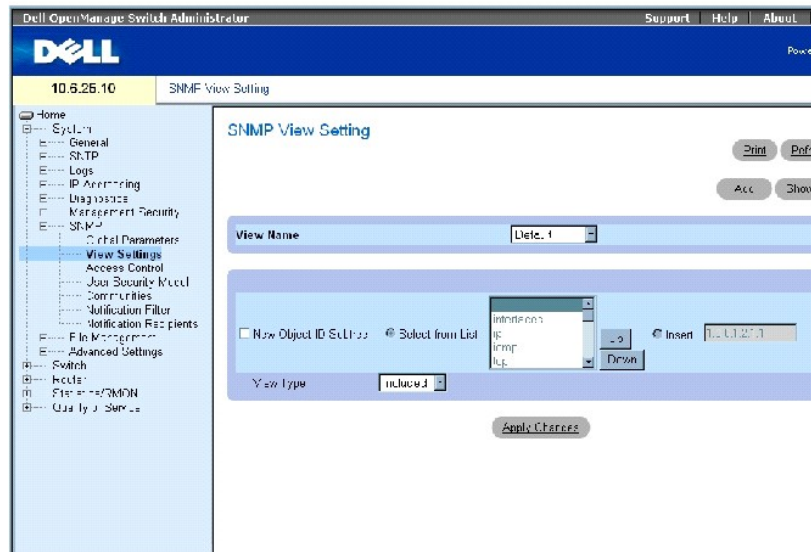 Dell OpenManage Switch Administrator
Support Help About
DELL
10.6.25.10
SNMP View Setting
Home
System
General
SNTP
Logs
IP Addressing
Diagnostics
Management Security
SNMP
Global Parameters
View Settings
Access Control
User Security Model
Communities
Notification Filter
Notification Recipients
File Management
Advanced Settings
Switch
Router
Statistics/RMON
Quality of Service
SNMP View Setting
Print
View Name
Default
New Object ID Subtree
Select from List
interfaces
ip
icmp
tcp
Up
Down
Insert
View Type
Included
Apply Changes